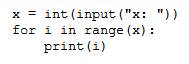 x = int(input("x: "))
for i in range(x):
    print(i)